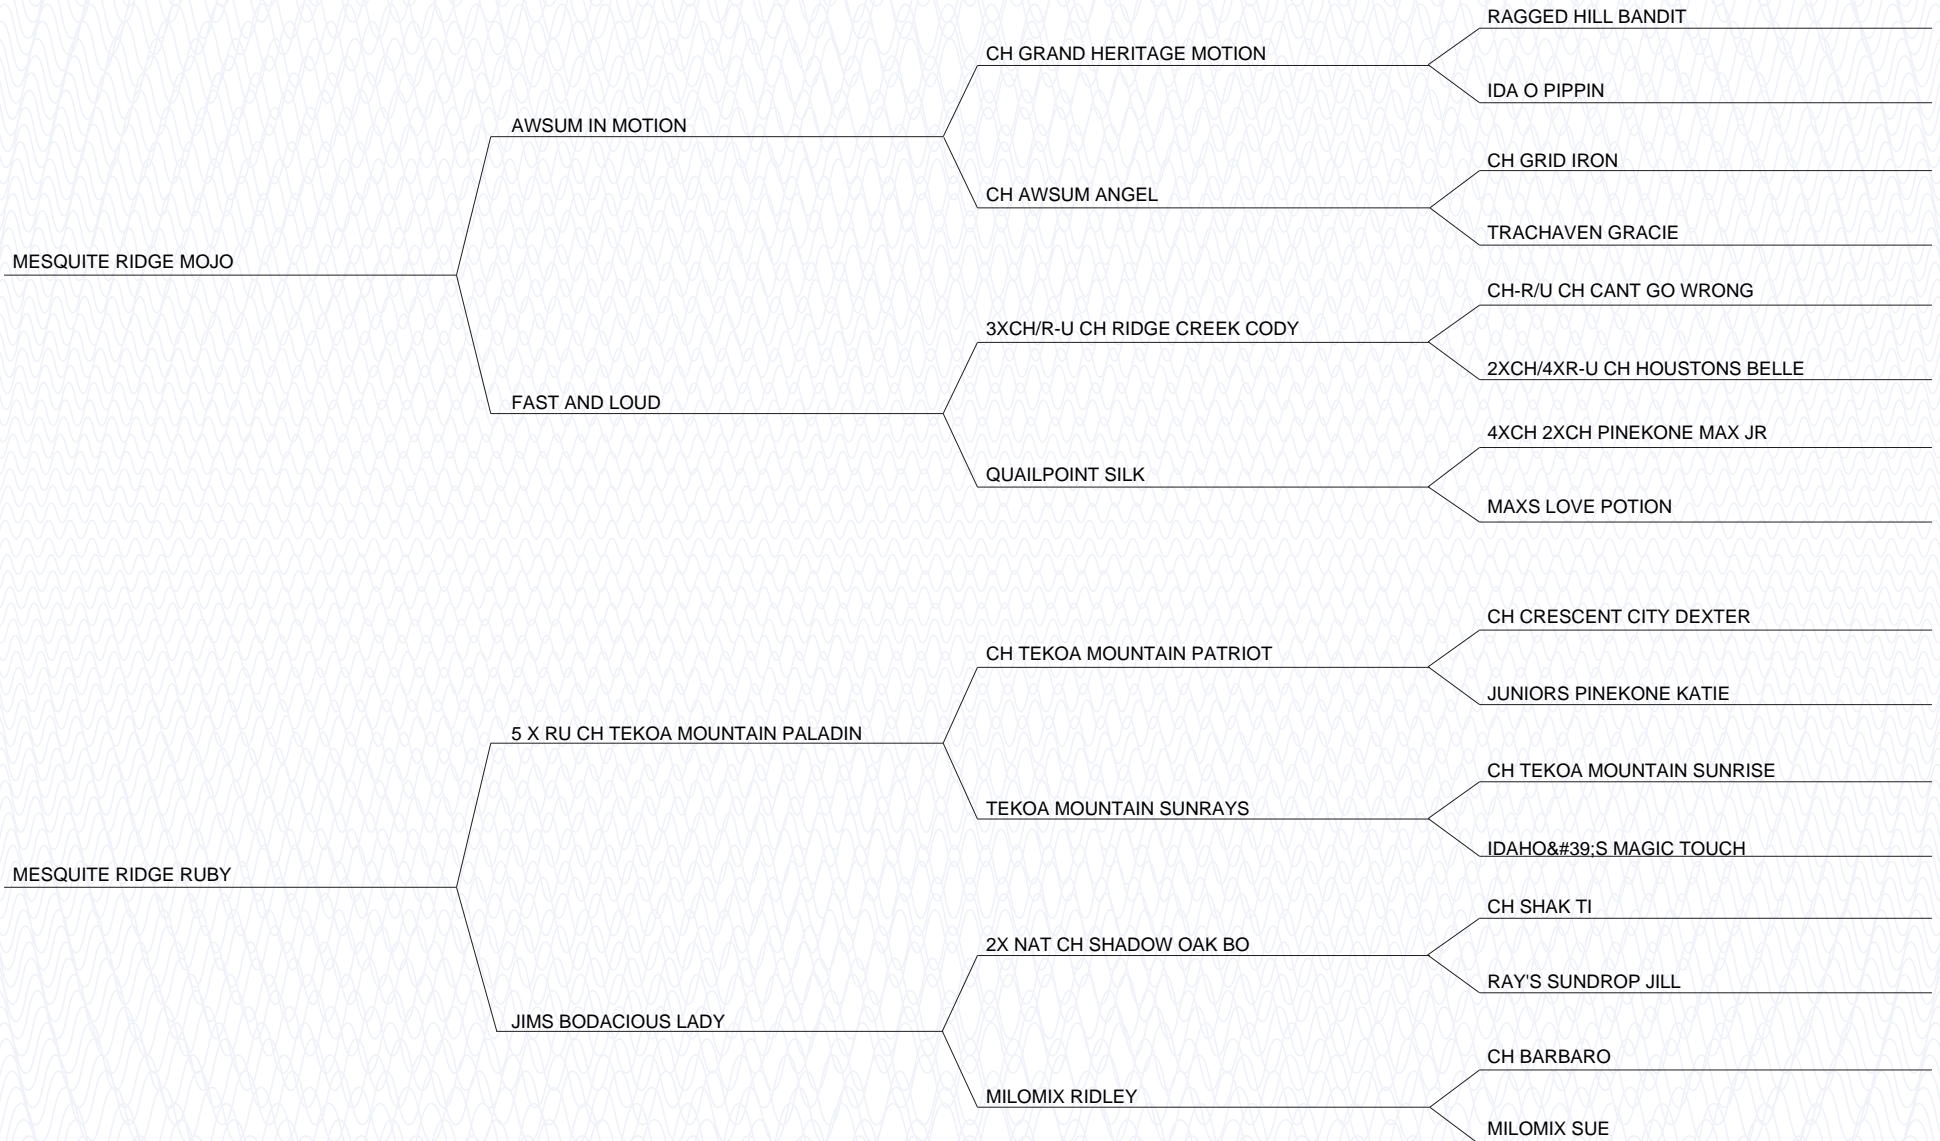 RAGGED HILL BANDIT
CH GRAND HERITAGE MOTION
IDA O PIPPIN
AWSUM IN MOTION
CH GRID IRON
CH AWSUM ANGEL
TRACHAVEN GRACIE
MESQUITE RIDGE MOJO
CH-R/U CH CANT GO WRONG
3XCH/R-U CH RIDGE CREEK CODY
2XCH/4XR-U CH HOUSTONS BELLE
FAST AND LOUD
4XCH 2XCH PINEKONE MAX JR
QUAILPOINT SILK
MAXS LOVE POTION
CH CRESCENT CITY DEXTER
CH TEKOA MOUNTAIN PATRIOT
JUNIORS PINEKONE KATIE
5 X RU CH TEKOA MOUNTAIN PALADIN
CH TEKOA MOUNTAIN SUNRISE
TEKOA MOUNTAIN SUNRAYS
IDAHO&#39;S MAGIC TOUCH
MESQUITE RIDGE RUBY
CH SHAK TI
2X NAT CH SHADOW OAK BO
RAY'S SUNDROP JILL
JIMS BODACIOUS LADY
CH BARBARO
MILOMIX RIDLEY
MILOMIX SUE